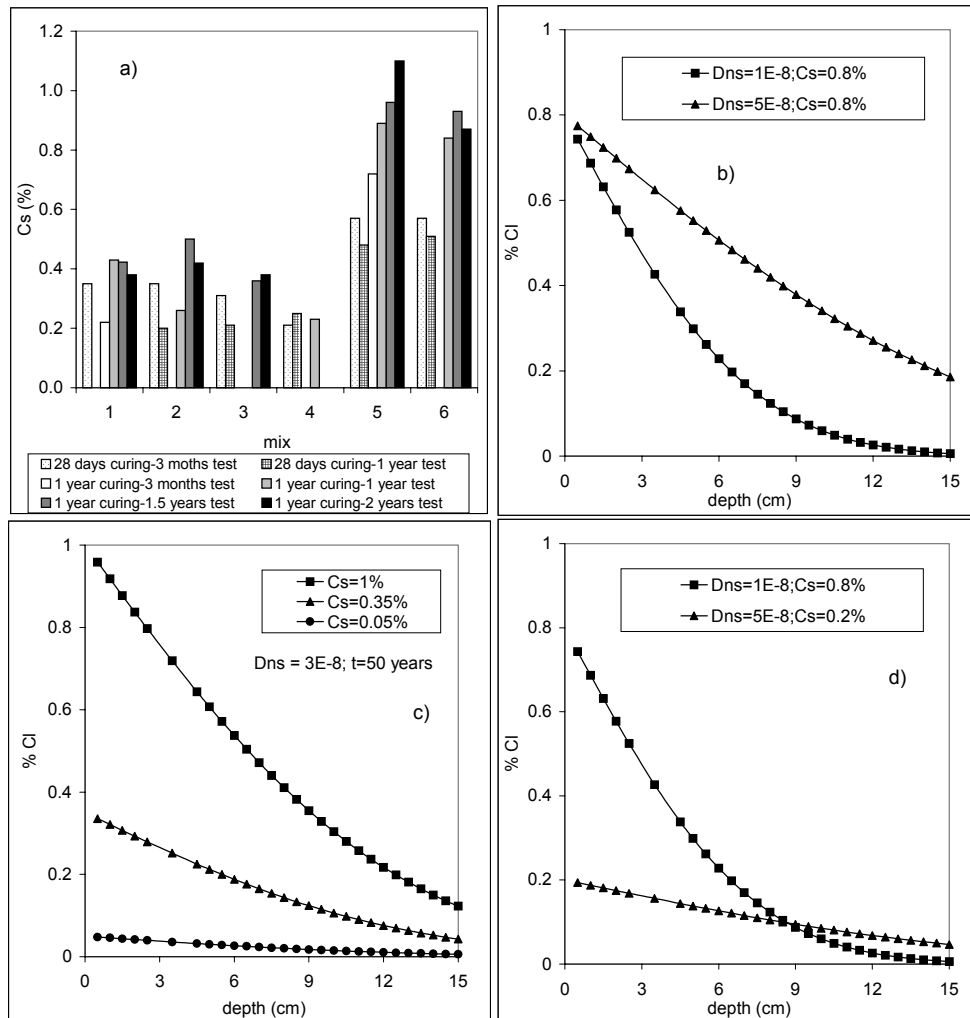 a)
Cs (%)
1.2
1.0
0.8
0.6
0.4
0.2
0.0
1 2 3 4 5 6
mix
28 days curing-3 moths test
28 days curing-1 year test
1 year curing-3 months test
1 year curing-1 year test
1 year curing-1.5 years test
1 year curing-2 years test
b)
Dns=1E-8;Cs=0.8%
Dns=5E-8;Cs=0.8%
% Cl
1
0.8
0.6
0.4
0.2
0
0 3 6 9 12 15
depth (cm)
c)
Cs=1%
Cs=0.35%
Cs=0.05%
Dns = 3E-8; t=50 years
% Cl
1
0.8
0.6
0.4
0.2
0
0 3 6 9 12 15
depth (cm)
d)
Dns=1E-8;Cs=0.8%
Dns=5E-8;Cs=0.2%
% Cl
1
0.8
0.6
0.4
0.2
0
0 3 6 9 12 15
depth (cm)